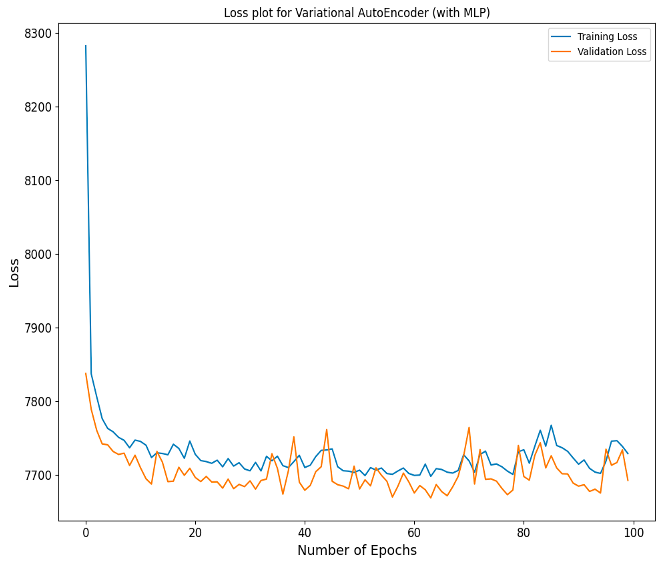 Loss plot for Variational AutoEncoder (with MLP)
Training Loss
Validation Loss
8300
8200
8100
8000
7900
7800
7700
Loss
0 20 40 60 80 100
Number of Epochs